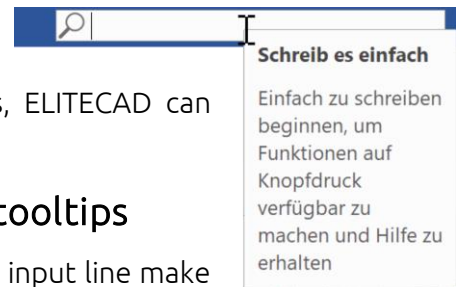 Schreib es einfach
Einfach zu schreiben
beginnen, um
Funktionen auf
Knopfdruck
verfügbar zu
machen und Hilfe zu
erhalten
, ELITECAD can
tooltips
input line make